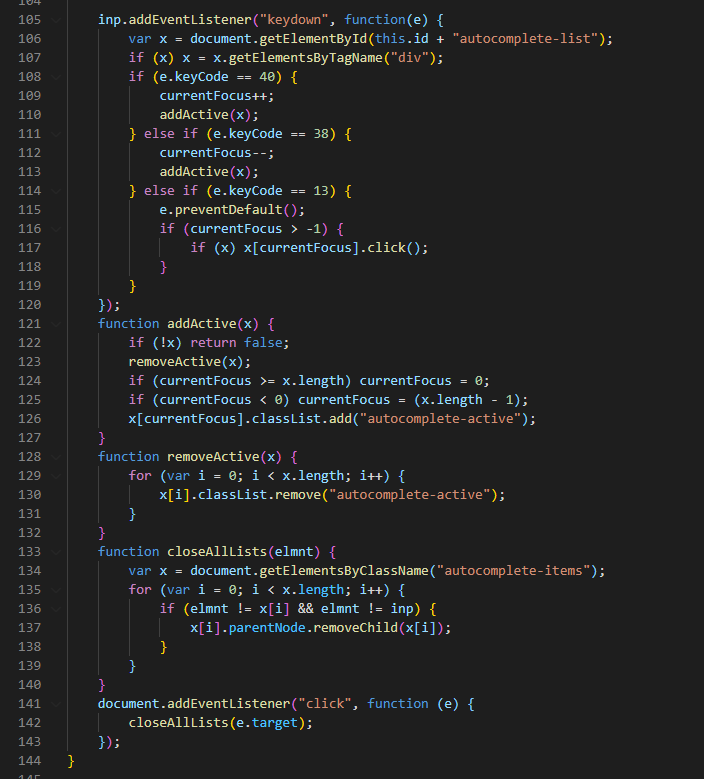 104
105 inp.addEventListener("keydown", function(e) {
106 var x = document.getElementById(this.id + "autocomplete-list");
107 if (x) x = x.getElementsByTagName("div");
108 if (e.keyCode == 40) {
109 currentFocus++;
110 addActive(x);
111 } else if (e.keyCode == 38) {
112 currentFocus--;
113 addActive(x);
114 } else if (e.keyCode == 13) {
115 e.preventDefault();
116 if (currentFocus > -1) {
117 if (x) x[currentFocus].click();
118 }
119 }
120 });
121 function addActive(x) {
122 if (!x) return false;
123 removeActive(x);
124 if (currentFocus >= x.length) currentFocus = 0;
125 if (currentFocus < 0) currentFocus = (x.length - 1);
126 x[currentFocus].classList.add("autocomplete-active");
127 }
128 function removeActive(x) {
129 for (var i = 0; i < x.length; i++) {
130 x[i].classList.remove("autocomplete-active");
131 }
132 }
133 function closeAllLists(elmnt) {
134 var x = document.getElementsByClassName("autocomplete-items");
135 for (var i = 0; i < x.length; i++) {
136 if (elmnt != x[i] && elmnt != inp) {
137 x[i].parentNode.removeChild(x[i]);
138 }
139 }
140 }
141 document.addEventListener("click", function (e) {
142 closeAllLists(e.target);
143 });
144 }
145